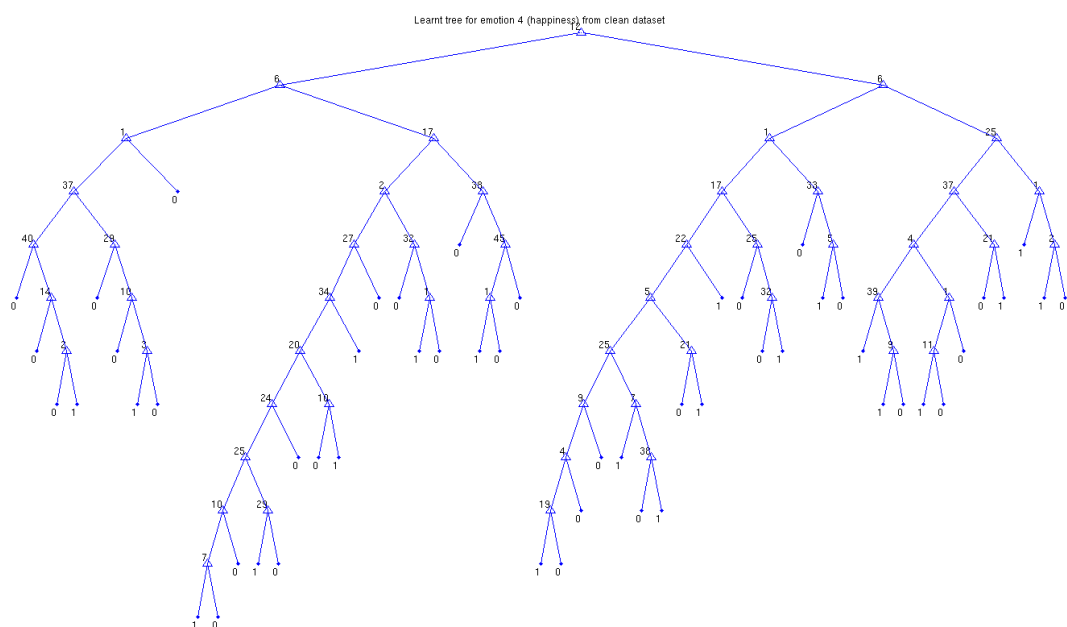 Learnt tree for emotion 4 (happiness) from clean dataset
12
6 6
1 17 1 25
37 0 2 38 17 33 37 1
40 29 27 32 0 45 22 25 0 5 4 21 1 2
0 14 0 10 34 0 0 1 1 0 5 1 0 32 1 0 39 1 0 1 1 0
0 2 0 3 20 1 1 0 1 0 25 21 0 1 1 9 11 0
0 1 1 0 24 10 9 7 0 1 1 0 1 0
25 0 0 1 4 0 1 38
10 29 19 0 0 1
7 0 1 0 1 0
1 0